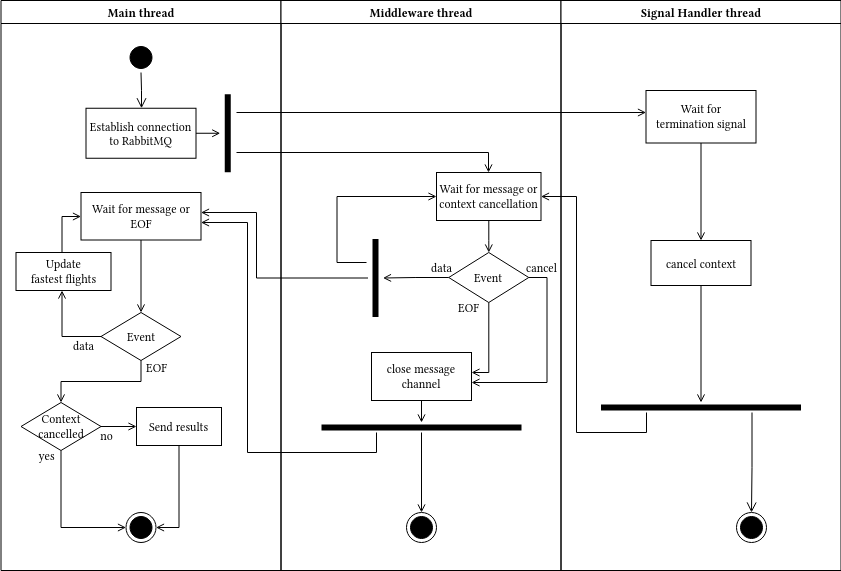 Main thread
Middleware thread
Signal Handler thread
Establish connection
to RabbitMQ
Wait for
termination signal
Wait for message or
EOF
Wait for message or
context cancellation
Update
fastest flights
cancel context
data
Event
cancel
EOF
Event
data
EOF
close message
channel
Context
cancelled
no
Send results
yes